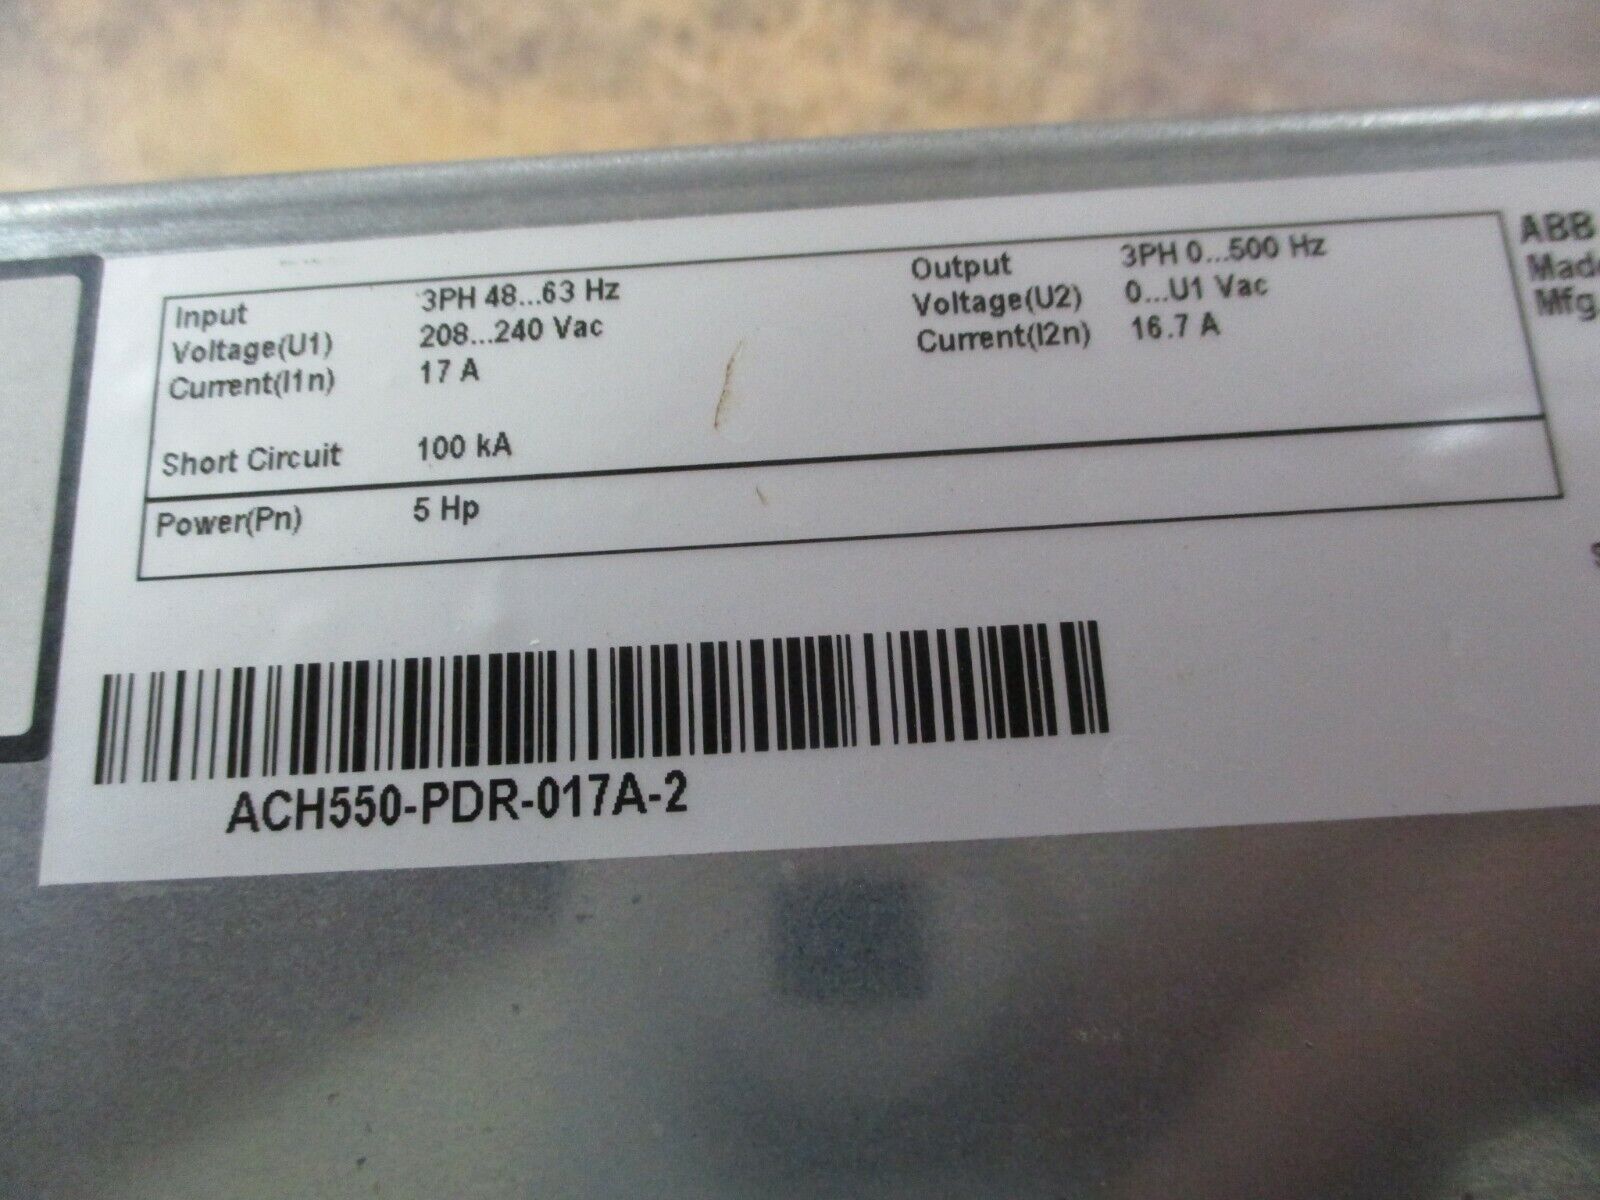 Input 3PH 48...63 Hz Output 3PH 0...500 Hz
Voltage(U1) 208...240 Vac Voltage(U2) 0...U1 Vac
Current(I1n) 17 A Current(I2n) 16.7 A
Short Circuit 100 kA
Power(Pn) 5 Hp
ABB
Made
Mfg.
ACH550-PDR-017A-2